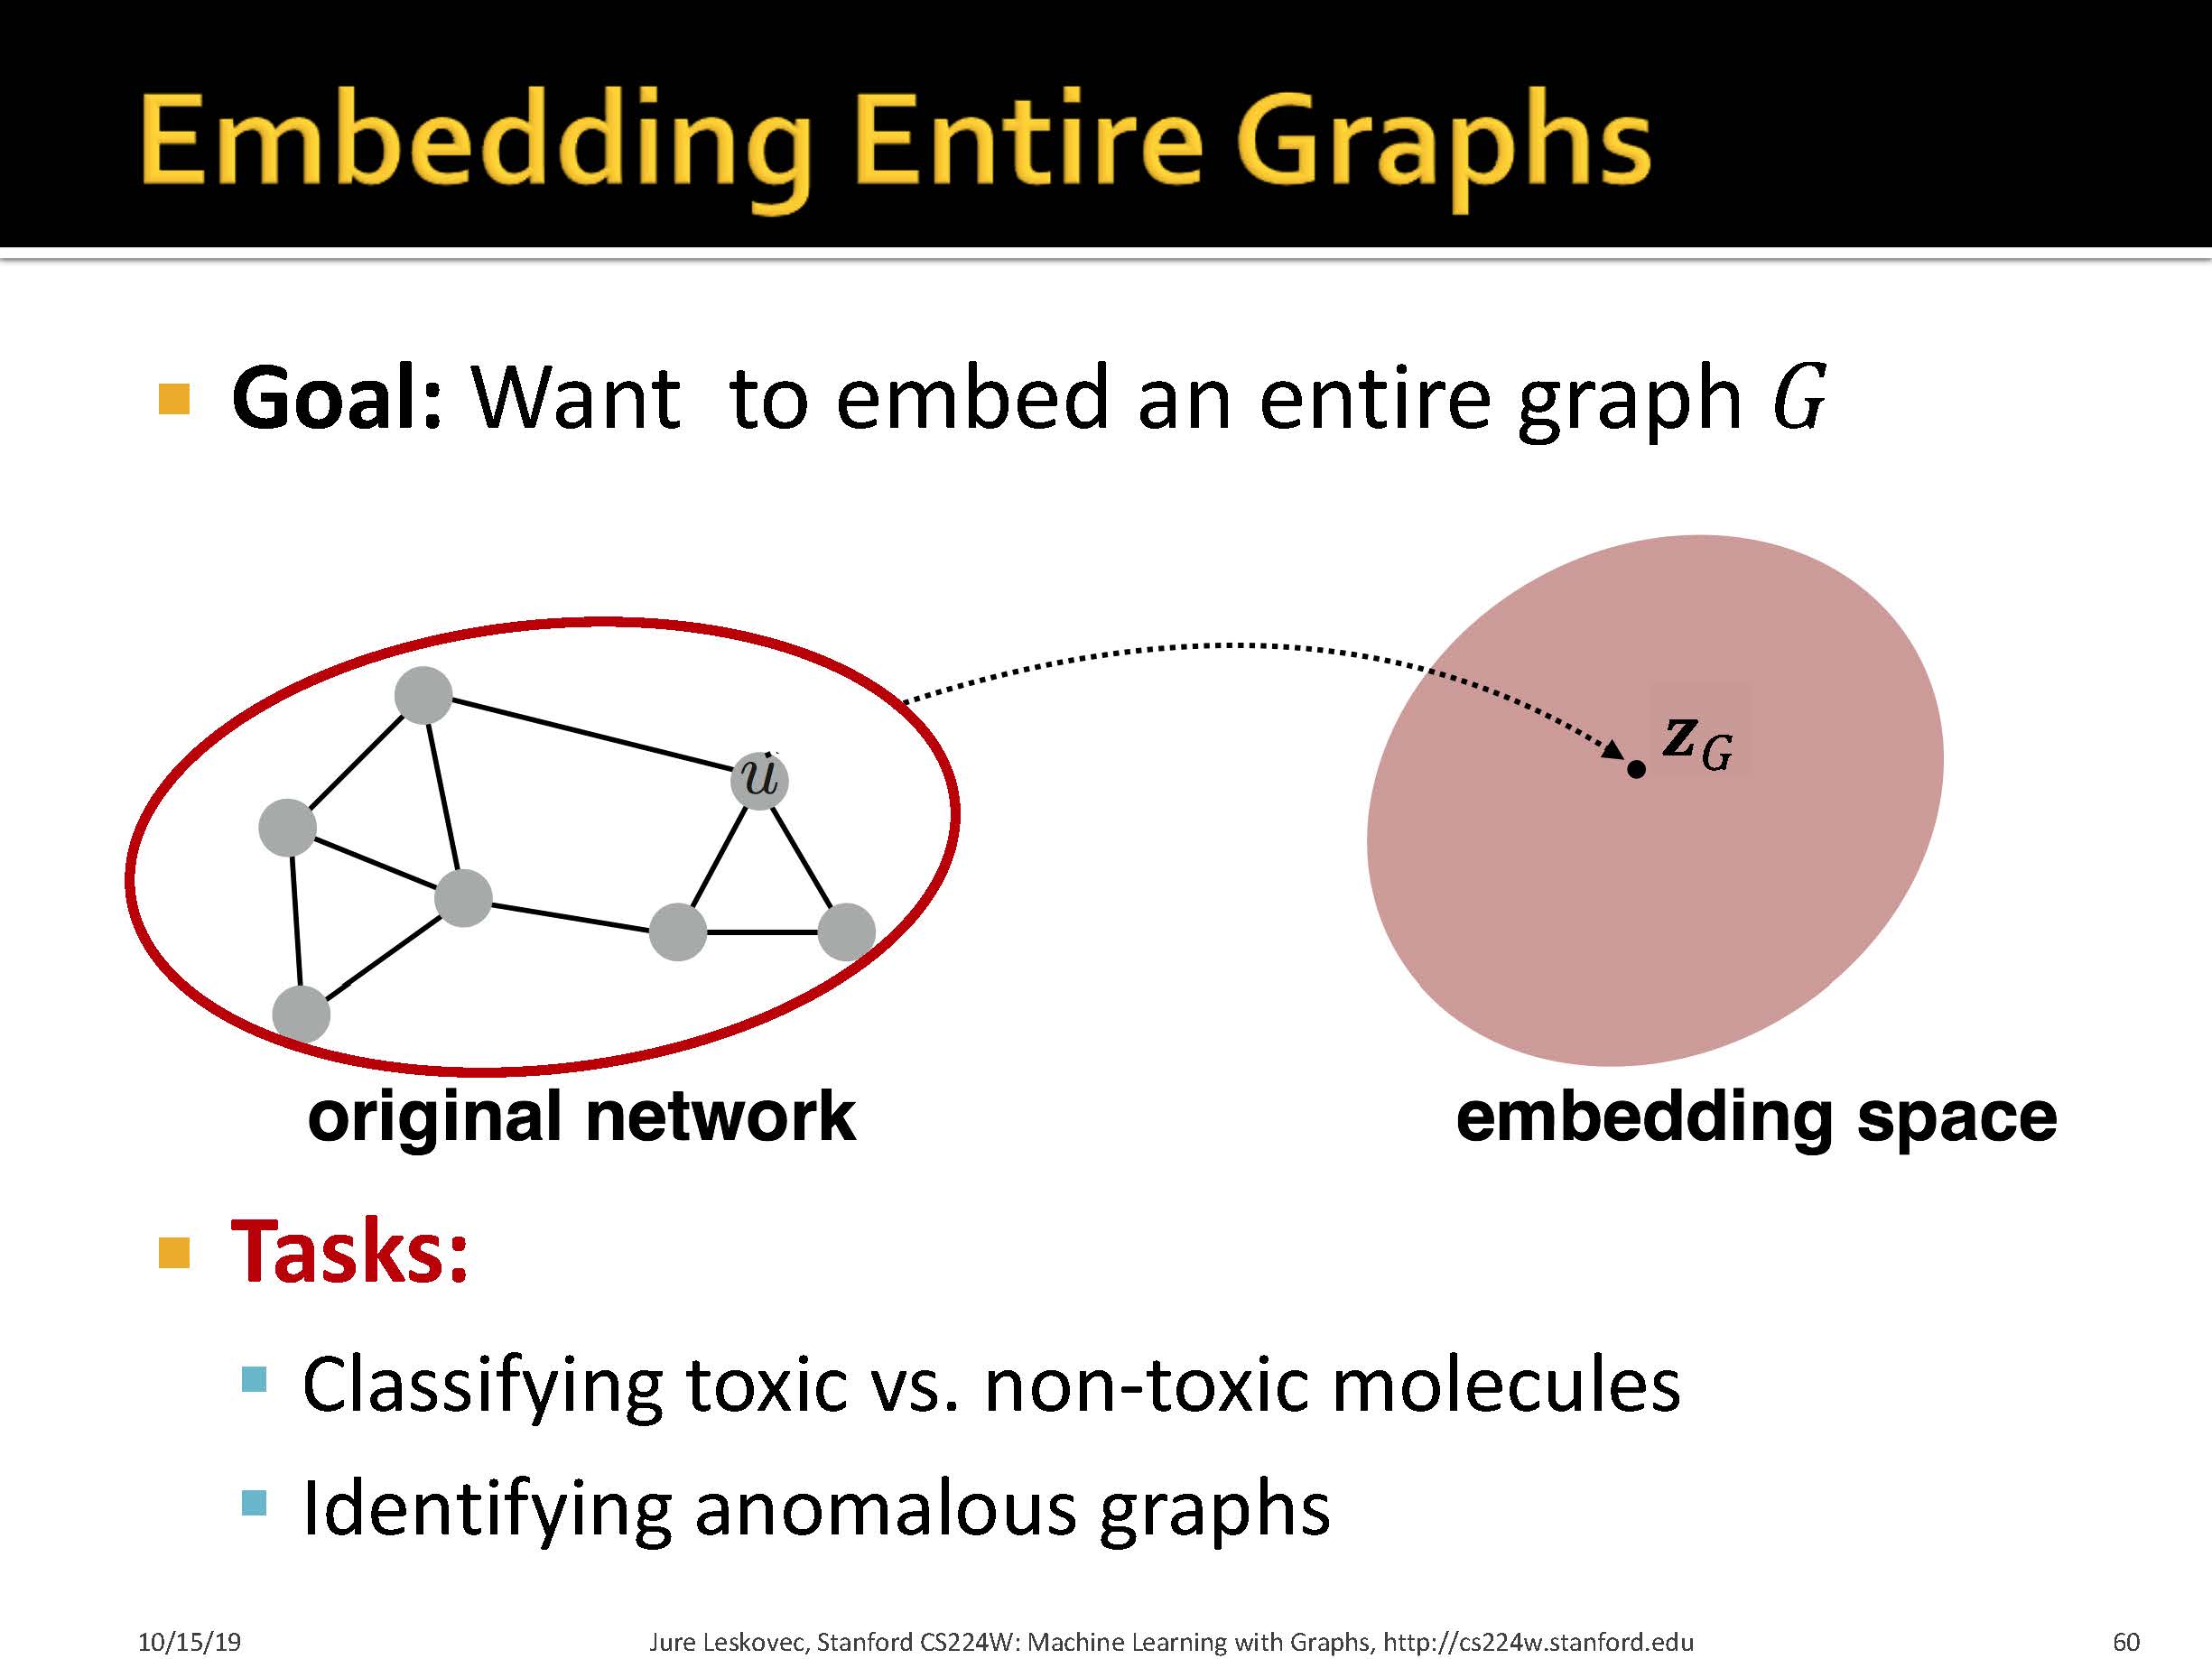 Embedding Entire Graphs
Goal: Want to embed an entire graph G
u
z_G
original network
embedding space
Tasks:
Classifying toxic vs. non-toxic molecules
Identifying anomalous graphs
10/15/19
Jure Leskovec, Stanford CS224W: Machine Learning with Graphs, http://cs224w.stanford.edu
60